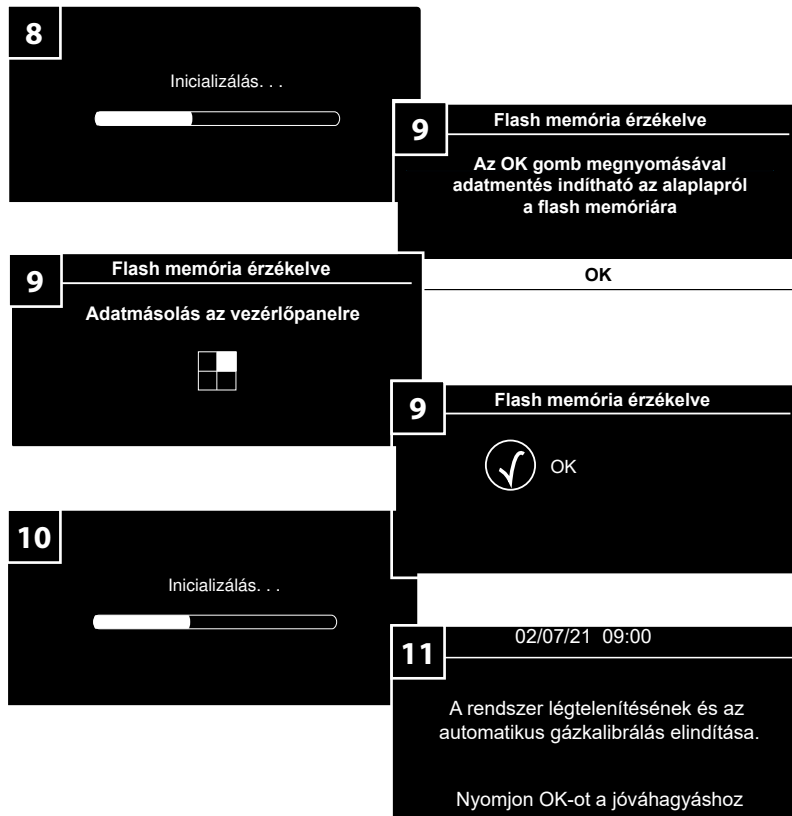 8
Inicializálás. . .
9
Flash memória érzékelve
Az OK gomb megnyomásával
adatmentés indítható az alaplapról
a flash memóriára
OK
9
Flash memória érzékelve
Adatmásolás az vezérlőpanelre
9
Flash memória érzékelve
OK
10
Inicializálás. . .
11
02/07/21 09:00
A rendszer légtelenítésének és az
automatikus gázkalibrálás elindítása.
Nyomjon OK-ot a jóváhagyáshoz